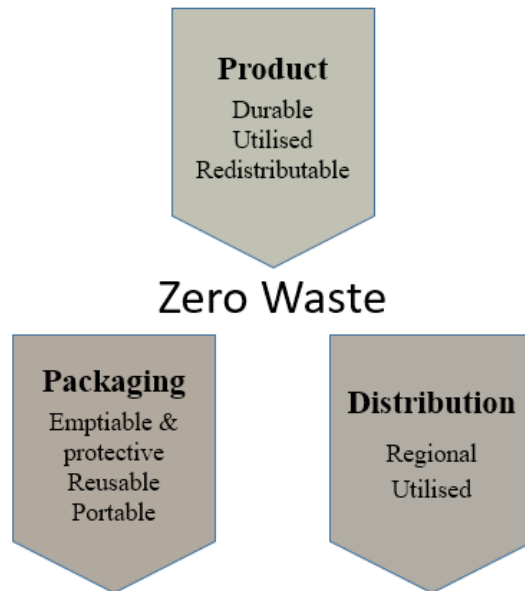 Product
Durable
Utilised
Redistributable
Zero Waste
Packaging
Emptiable &
protective
Reusable
Portable
Distribution
Regional
Utilised